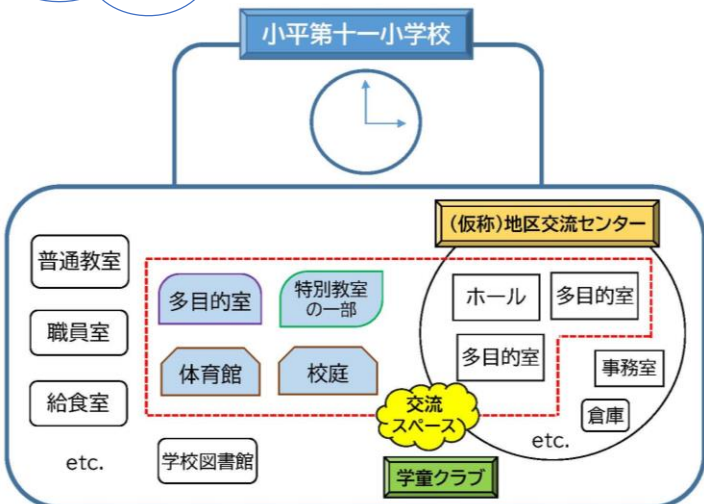 小平第十一小学校
(仮称)地区交流センター
普通教室
職員室
給食室
etc.
多目的室
特別教室
の一部
体育館
校庭
学校図書館
ホール
多目的室
多目的室
事務室
倉庫
etc.
交流
スペース
学童クラブ